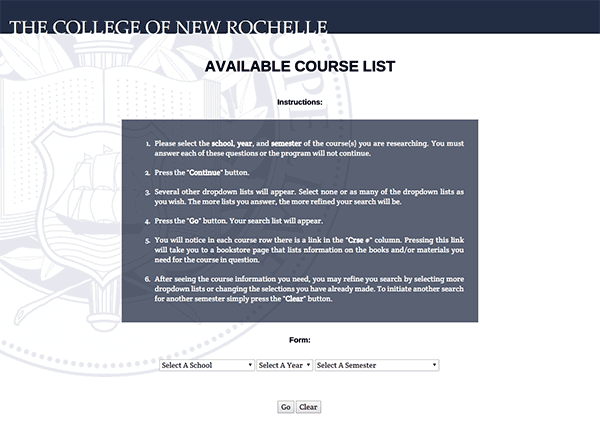 THE COLLEGE OF NEW ROCHELLE
AVAILABLE COURSE LIST
Instructions:
1. Please select the school, year, and semester of the course(s) you are researching. You must
answer each of these questions or the program will not continue.
2. Press the "Continue" button.
3. Several other dropdown lists will appear. Select none or as many of the dropdown lists as
you wish. The more lists you answer, the more refined your search will be.
4. Press the "Go" button. Your search list will appear.
5. You will notice in each course row there is a link in the "Crse #" column. Pressing this link
will take you to a bookstore page that lists nformation on the books and/or materials you
need for the course in question.
6. After seeing the course information you need, you may refine you search by selecting more
dropdown lists or changing the selections you have already made. To initiate another search
for another semester simply press the "Clear" button.
Form:
Select A School Select A Year Select A Semester
Go Clear